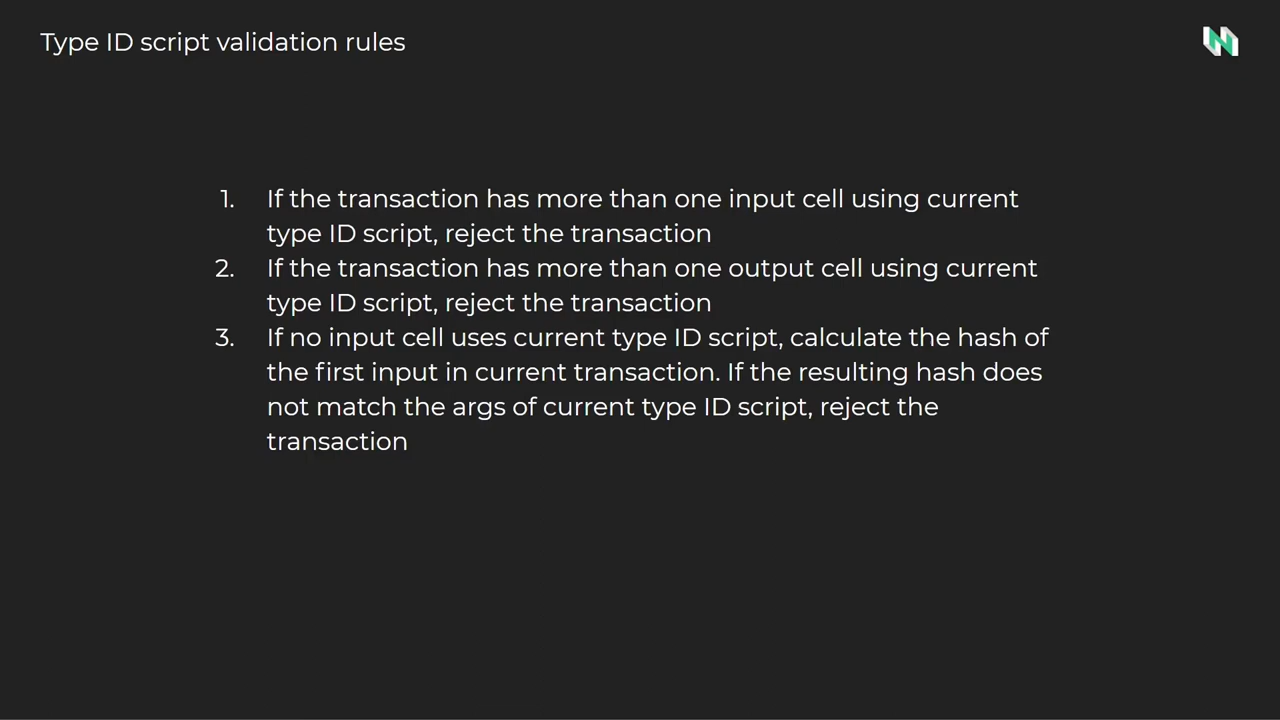 Type ID script validation rules
1. If the transaction has more than one input cell using current
type ID script, reject the transaction
2. If the transaction has more than one output cell using current
type ID script, reject the transaction
3. If no input cell uses current type ID script, calculate the hash of
the first input in current transaction. If the resulting hash does
not match the args of current type ID script, reject the
transaction